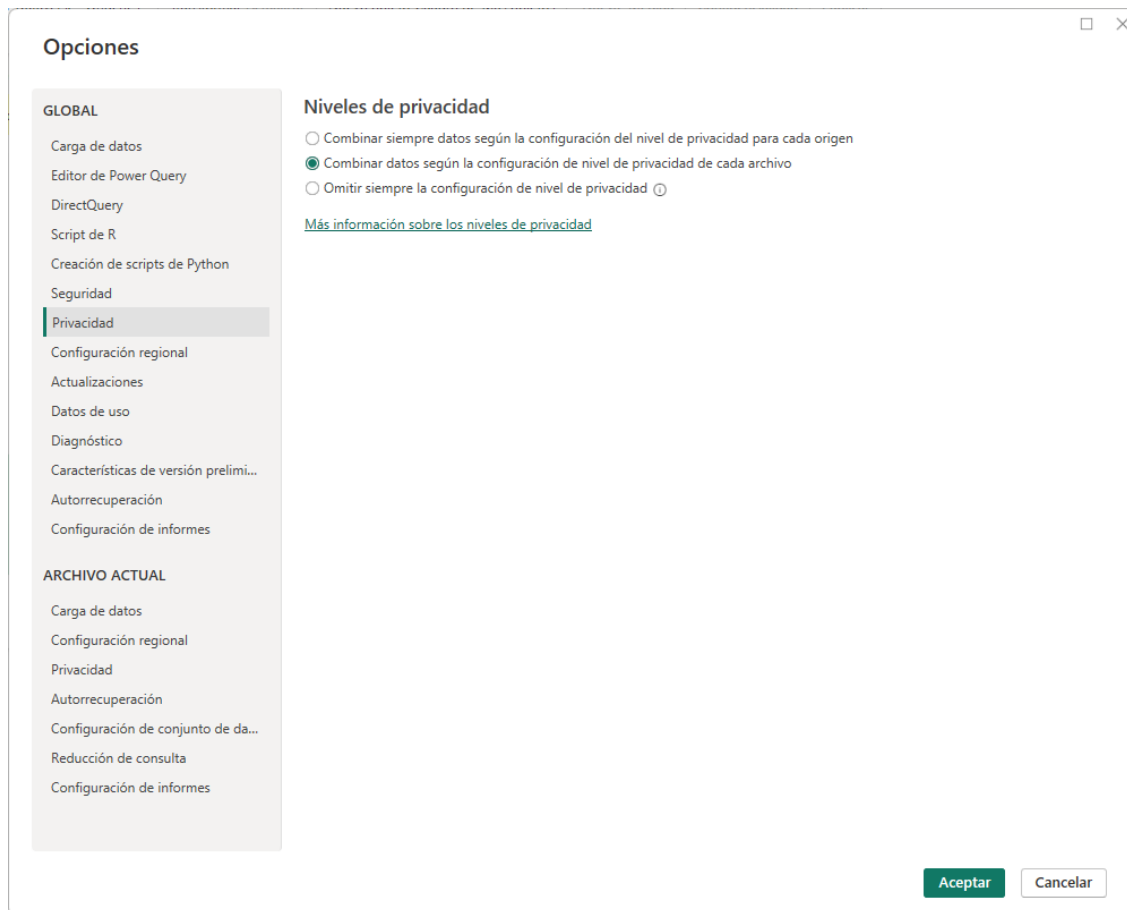 Opciones
GLOBAL
Carga de datos
Editor de Power Query
DirectQuery
Script de R
Creación de scripts de Python
Seguridad
Privacidad
Configuración regional
Actualizaciones
Datos de uso
Diagnóstico
Características de versión prelimi...
Autorrecuperación
Configuración de informes
ARCHIVO ACTUAL
Carga de datos
Configuración regional
Privacidad
Autorrecuperación
Configuración de conjunto de da...
Reducción de consulta
Configuración de informes
Niveles de privacidad
Combinar siempre datos según la configuración del nivel de privacidad para cada origen
Combinar datos según la configuración de nivel de privacidad de cada archivo
Omitir siempre la configuración de nivel de privacidad
Más información sobre los niveles de privacidad
Aceptar
Cancelar